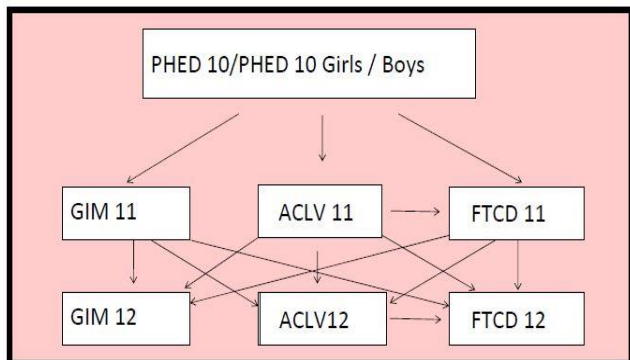 PHED 10/PHED 10 Girls / Boys
GIM 11
ACLV 11
FTCD 11
GIM 12
ACLV12
FTCD 12